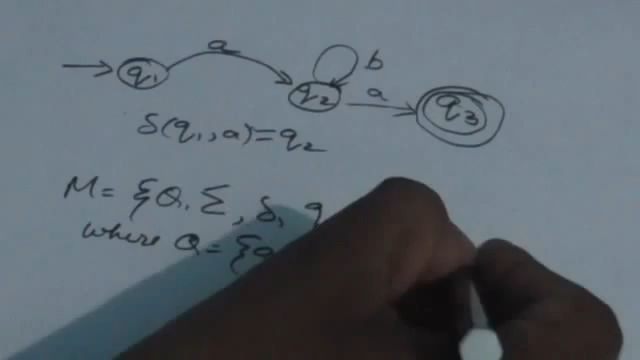 a b
q1 q2 a q3
δ(q1, a) = q2
M = {Q, Σ, δ, q
where Q = {q